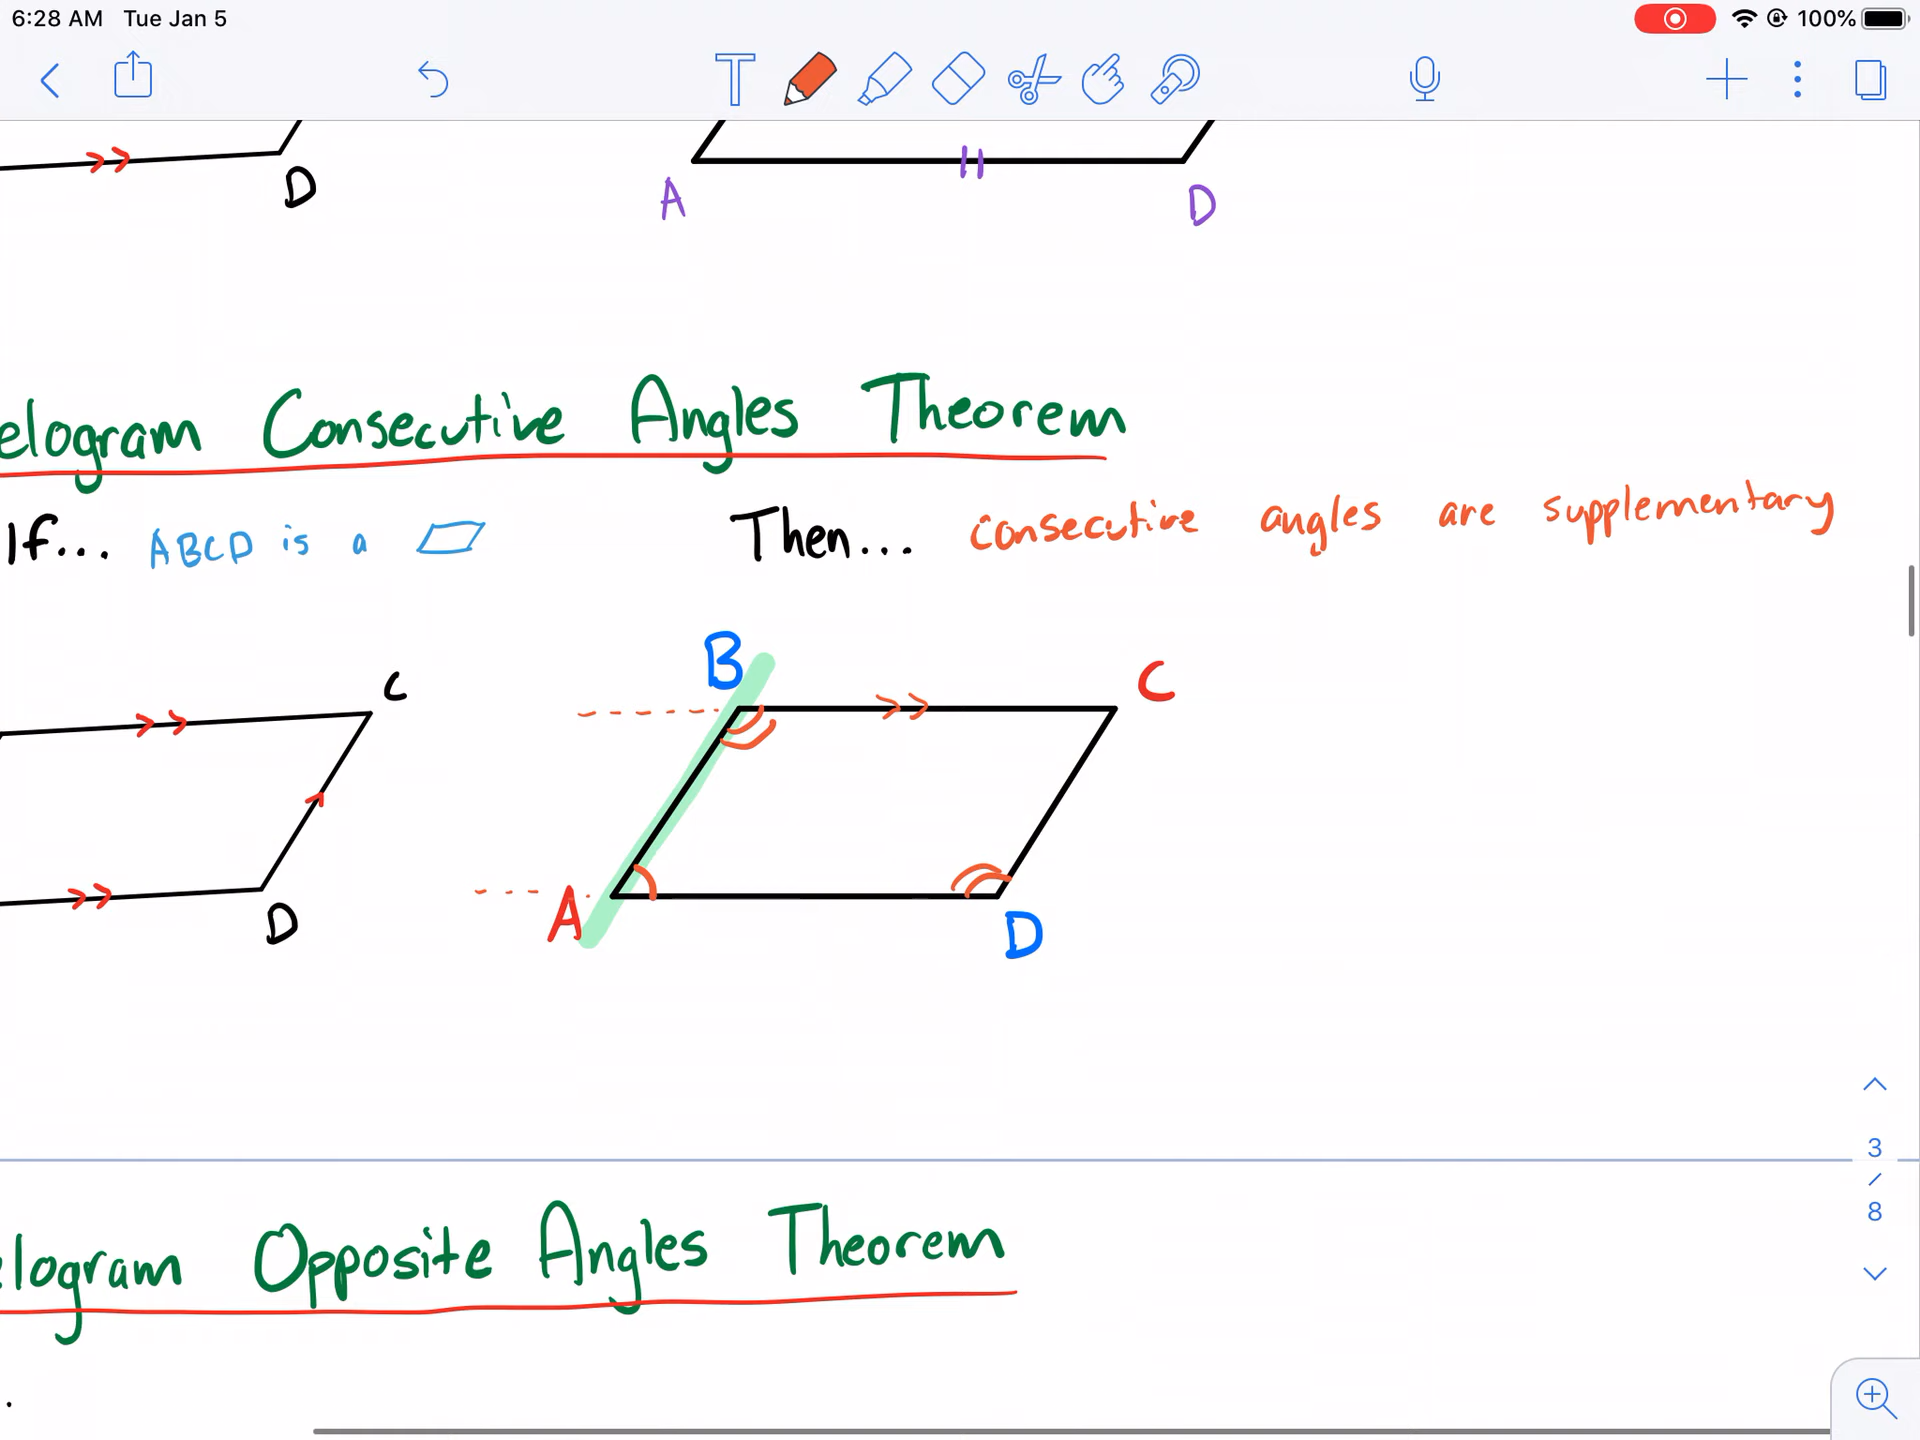 6:28 AM Tue Jan 5
100%
T
D
A
D
elogram Consecutive Angles Theorem
If... ABCD is a
Then... consecutive angles are supplementary
B
C
C
A
D
D
3
/
8
elogram Opposite Angles Theorem